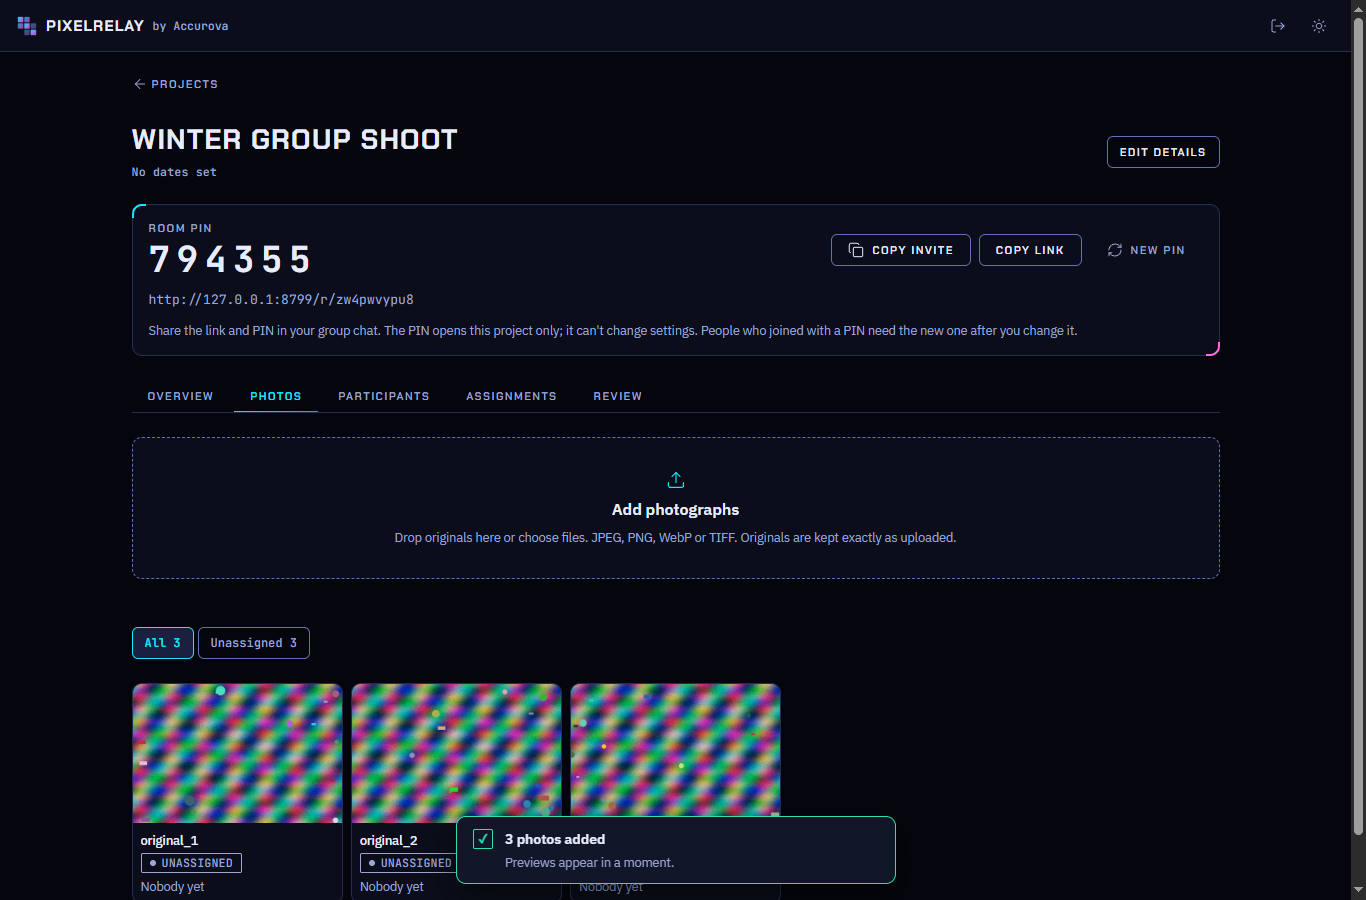 PIXELRELAY by Accurova
PROJECTS
WINTER GROUP SHOOT
No dates set
EDIT DETAILS
ROOM PIN
794355
COPY INVITE
COPY LINK
NEW PIN
http://127.0.0.1:8799/r/zw4pwvypu8
Share the link and PIN in your group chat. The PIN opens this project only; it can't change settings. People who joined with a PIN need the new one after you change it.
OVERVIEW
PHOTOS
PARTICIPANTS
ASSIGNMENTS
REVIEW
Add photographs
Drop originals here or choose files. JPEG, PNG, WebP or TIFF. Originals are kept exactly as uploaded.
All 3
Unassigned 3
original_1
UNASSIGNED
Nobody yet
original_2
UNASSIGNED
Nobody yet
Nobody yet
3 photos added
Previews appear in a moment.